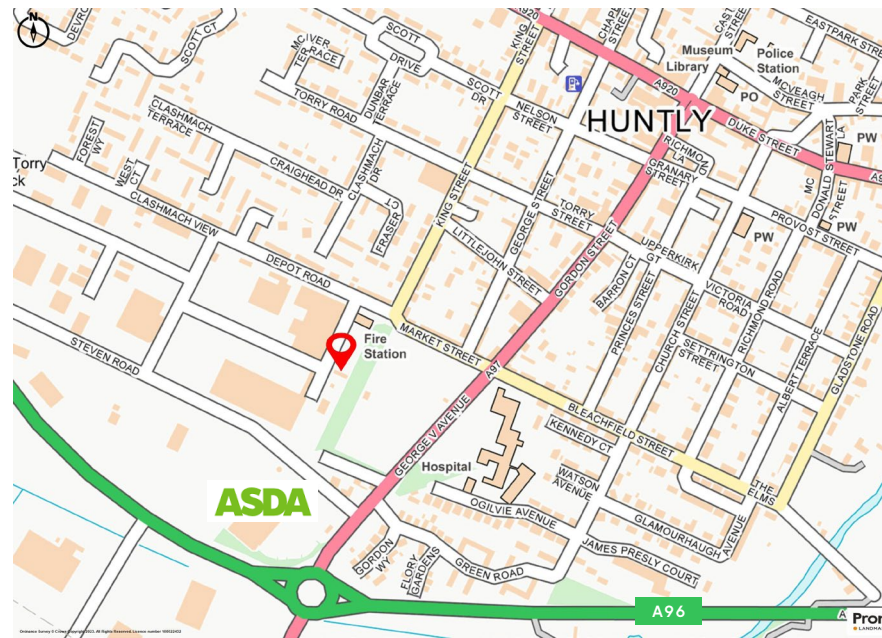 N
DEVRO
SCOTT CT
SCOTT
DRIVE
MCIVER
TERRACE
DUNBAR
TERRACE
SCOTT
DR
KING
STREET
CHAPEL
STREET
EASTPARK STREET
Museum
Library
Police
Station
MCVEAGH
STREET
PARK
STREET
A920
PO
A920
DUKE STREET
CLASHMACH
TERRACE
TORRY ROAD
NELSON
STREET
HUNTLY
RICHMOND
LA
GRANARY
STREET
DONALD STEWART
PW
Torry
FOREST
WY
WEST
CT
CRAIGHEAD DR
CLASHMACH
DR
FRASER CT
KING STREET
GEORGE STREET
TORRY
STREET
LITTLEJOHN STREET
GORDON STREET
UPPERKIRK
GT
PW
PROVOST STREET
PW
CLASHMACH VIEW
DEPOT ROAD
BARRON CT
PRINCES STREET
CHURCH STREET
VICTORIA
ROAD
RICHMOND ROAD
SETTRINGTON
STREET
ALBERT TERRACE
GLADSTONE ROAD
STEVEN ROAD
Fire
Station
MARKET STREET
A97
GEORGE V AVENUE
BLEACHFIELD STREET
KENNEDY CT
Hospital
WATSON
AVENUE
THE
ELMS
OGILVIE AVENUE
GLAMOURHAUGH
AVENUE
JAMES PRESLY COURT
ASDA
GORDON
WY
FLORY
GARDENS
GREEN ROAD
A96
A
Pror
LANDMA